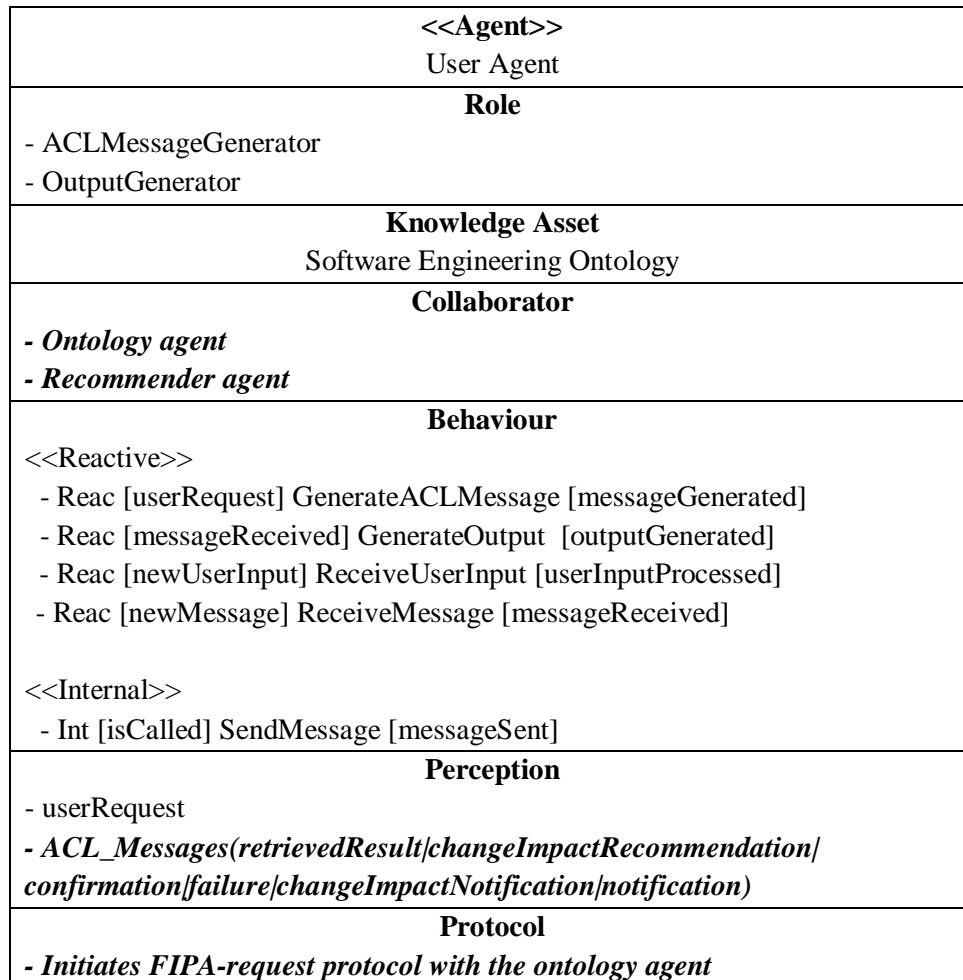 <<Agent>>
User Agent
Role
- ACLMessageGenerator
- OutputGenerator
Knowledge Asset
Software Engineering Ontology
Collaborator
- Ontology agent
- Recommender agent
Behaviour
<<Reactive>>
- Reac [userRequest] GenerateACLMessage [messageGenerated]
- Reac [messageReceived] GenerateOutput [outputGenerated]
- Reac [newUserInput] ReceiveUserInput [userInputProcessed]
- Reac [newMessage] ReceiveMessage [messageReceived]
<<Internal>>
- Int [isCalled] SendMessage [messageSent]
Perception
- userRequest
- ACL_Messages(retrievedResult|changeImpactRecommendation|
confirmation|failure|changeImpactNotification|notification)
Protocol
- Initiates FIPA-request protocol with the ontology agent